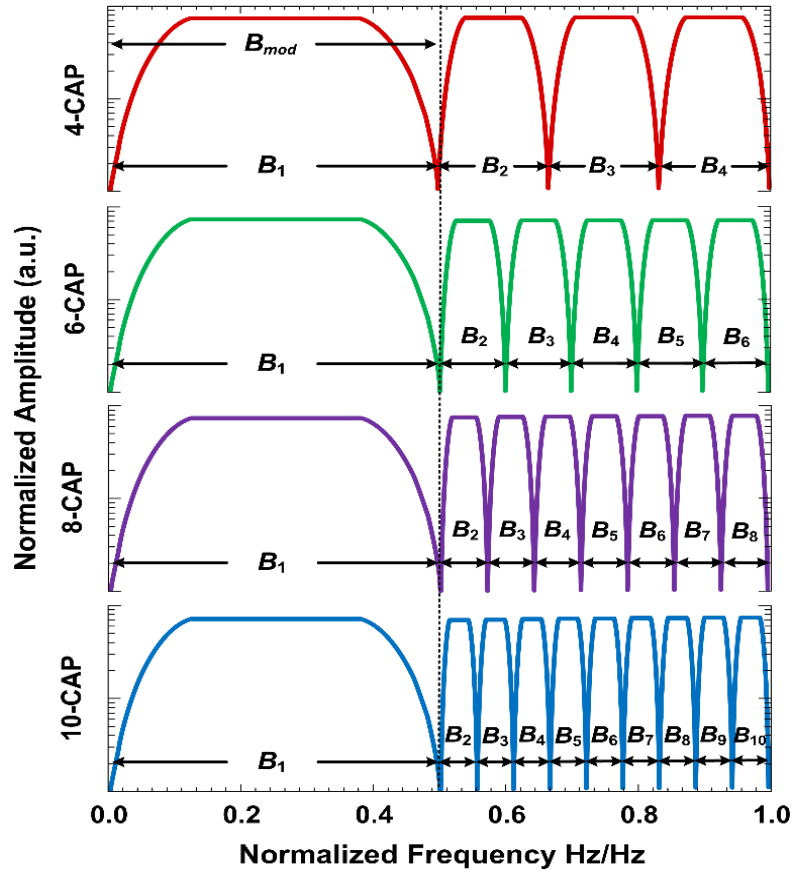 Normalized Amplitude (a.u.)
4-CAP
Bmod
B1 B2 B3 B4
6-CAP
B1 B2 B3 B4 B5 B6
8-CAP
B1 B2 B3 B4 B5 B6 B7 B8
10-CAP
B1 B2 B3 B4 B5 B6 B7 B8 B9 B10
0.0 0.2 0.4 0.6 0.8 1.0
Normalized Frequency Hz/Hz